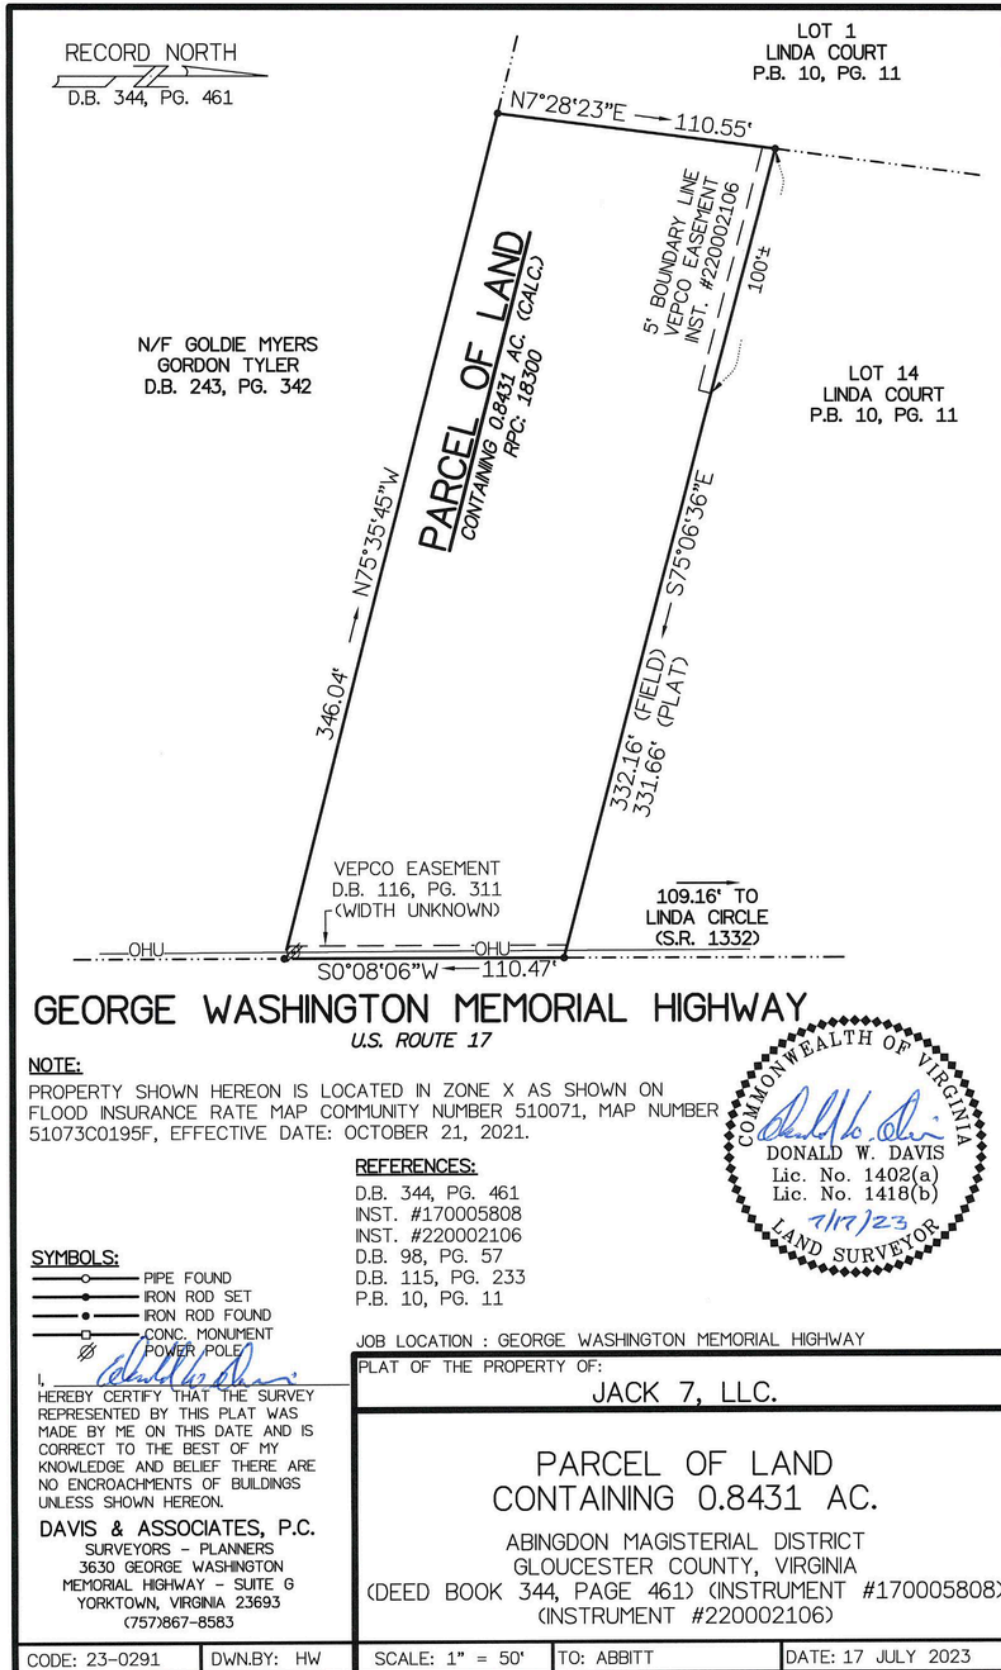 RECORD NORTH
D.B. 344, PG. 461
LOT 1
LINDA COURT
P.B. 10, PG. 11
N7°28'23"E 110.55'
5' BOUNDARY LINE
VEPCO EASEMENT
INST. #220002106
100'±
PARCEL OF LAND
CONTAINING 0.8431 AC. (CALC.)
RPC: 18300
N/F GOLDIE MYERS
GORDON TYLER
D.B. 243, PG. 342
LOT 14
LINDA COURT
P.B. 10, PG. 11
346.04' N75°35'45"W
S75°06'36"E
332.16' (FIELD)
331.66' (PLAT)
VEPCO EASEMENT
D.B. 116, PG. 311
(WIDTH UNKNOWN)
109.16' TO
LINDA CIRCLE
(S.R. 1332)
OHU OHU
S0°08'06"W 110.47'
GEORGE WASHINGTON MEMORIAL HIGHWAY
U.S. ROUTE 17
NOTE:
PROPERTY SHOWN HEREON IS LOCATED IN ZONE X AS SHOWN ON
FLOOD INSURANCE RATE MAP COMMUNITY NUMBER 510071, MAP NUMBER
51073C0195F, EFFECTIVE DATE: OCTOBER 21, 2021.
COMMONWEALTH OF VIRGINIA
DONALD W. DAVIS
Lic. No. 1402(a)
Lic. No. 1418(b)
7/17/23
LAND SURVEYOR
REFERENCES:
D.B. 344, PG. 461
INST. #170005808
INST. #220002106
D.B. 98, PG. 57
D.B. 115, PG. 233
P.B. 10, PG. 11
SYMBOLS:
PIPE FOUND
IRON ROD SET
IRON ROD FOUND
CONC. MONUMENT
POWER POLE
I,
HEREBY CERTIFY THAT THE SURVEY
REPRESENTED BY THIS PLAT WAS
MADE BY ME ON THIS DATE AND IS
CORRECT TO THE BEST OF MY
KNOWLEDGE AND BELIEF THERE ARE
NO ENCROACHMENTS OF BUILDINGS
UNLESS SHOWN HEREON.
DAVIS & ASSOCIATES, P.C.
SURVEYORS - PLANNERS
3630 GEORGE WASHINGTON
MEMORIAL HIGHWAY - SUITE G
YORKTOWN, VIRGINIA 23693
(757)867-8583
JOB LOCATION : GEORGE WASHINGTON MEMORIAL HIGHWAY
PLAT OF THE PROPERTY OF:
JACK 7, LLC.
PARCEL OF LAND
CONTAINING 0.8431 AC.
ABINGDON MAGISTERIAL DISTRICT
GLOUCESTER COUNTY, VIRGINIA
(DEED BOOK 344, PAGE 461) (INSTRUMENT #170005808)
(INSTRUMENT #220002106)
CODE: 23-0291 DWN.BY: HW SCALE: 1" = 50' TO: ABBITT DATE: 17 JULY 2023